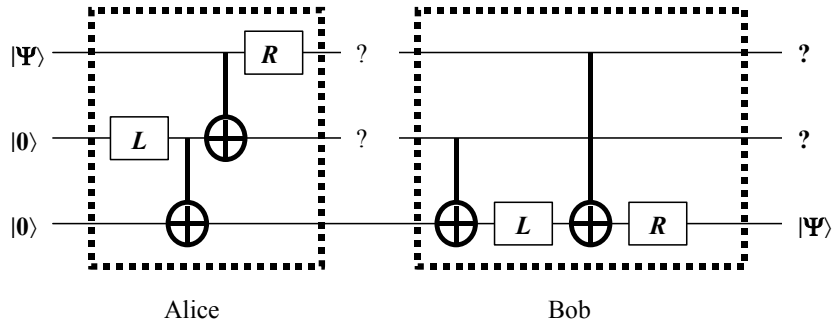 |Ψ⟩ R ? ?
|0⟩ L ? ?
|0⟩ L R |Ψ⟩
Alice Bob